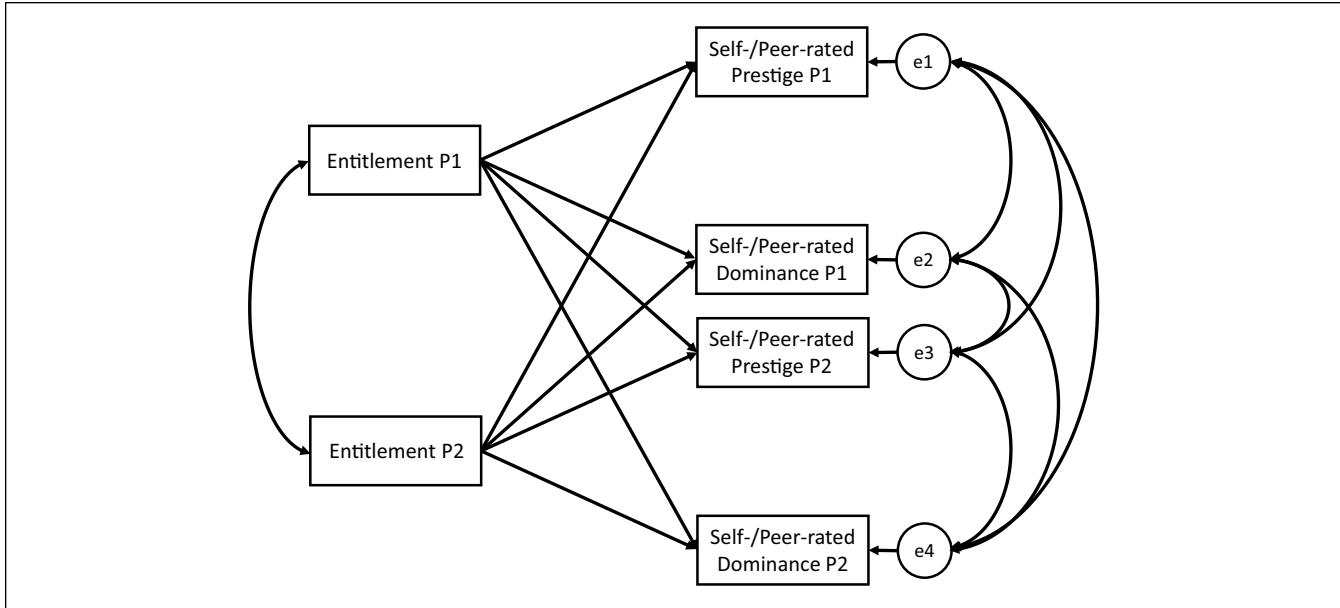 Self-/Peer-rated
Prestige P1
e1
Entitlement P1
Self-/Peer-rated
Dominance P1
e2
Self-/Peer-rated
Prestige P2
e3
Entitlement P2
Self-/Peer-rated
Dominance P2
e4